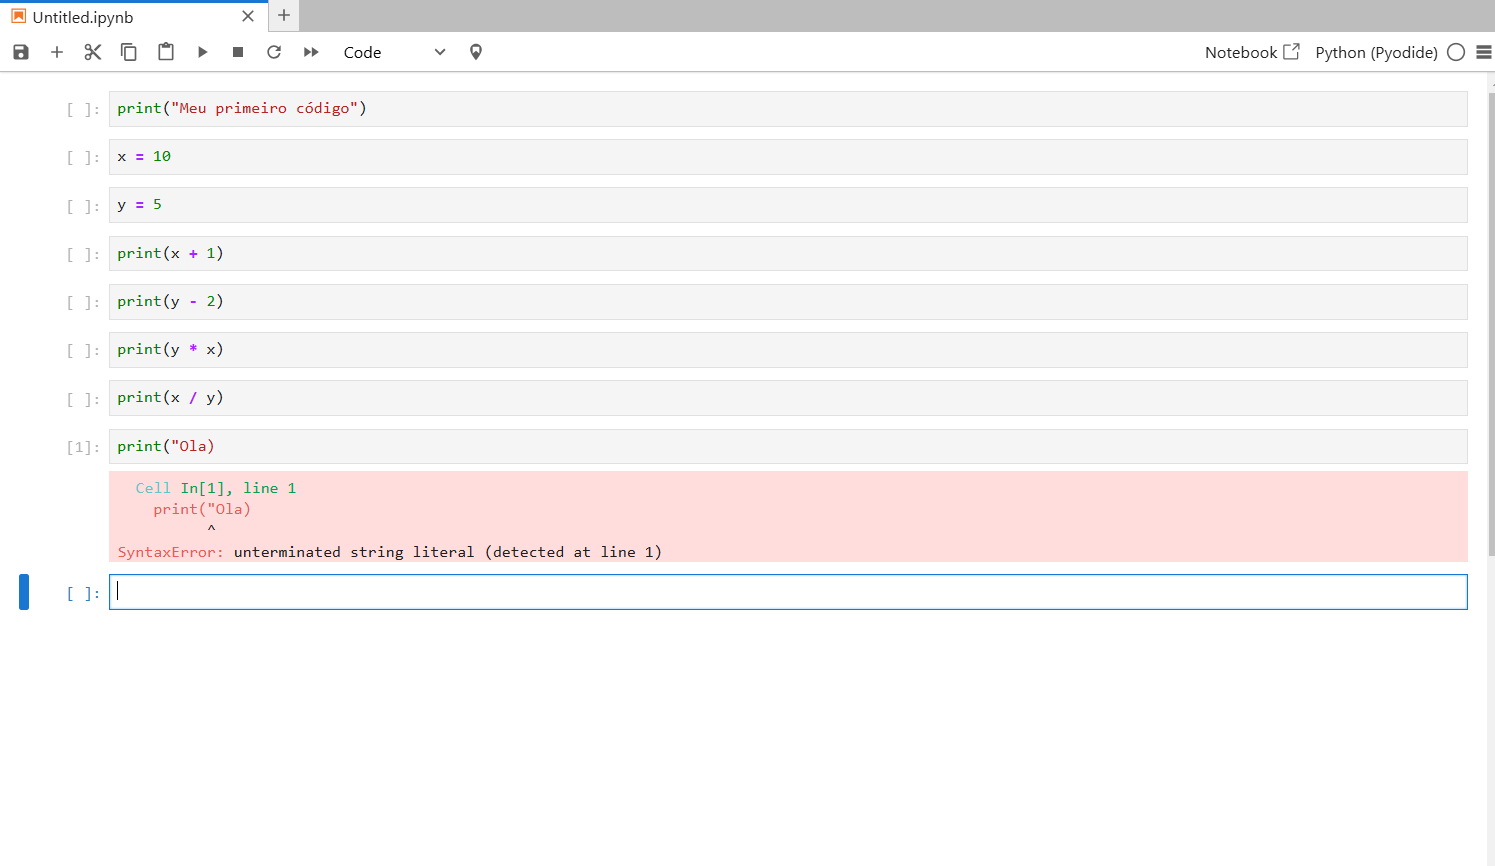 Untitled.ipynb
Code
Notebook
Python (Pyodide)
[ ]: print("Meu primeiro código")
[ ]: x = 10
[ ]: y = 5
[ ]: print(x + 1)
[ ]: print(y - 2)
[ ]: print(y * x)
[ ]: print(x / y)
[1]: print("Ola)
Cell In[1], line 1
print("Ola)
^
SyntaxError: unterminated string literal (detected at line 1)
[ ]: